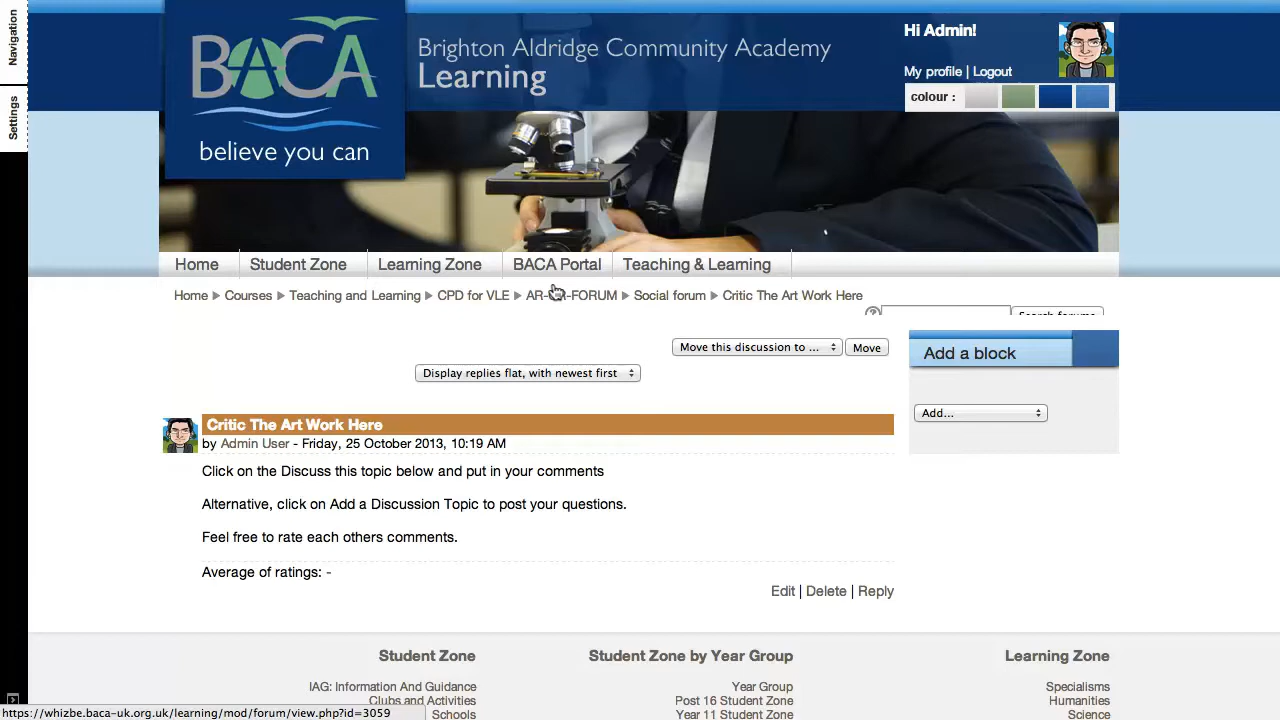 Navigation
Settings
BACA
believe you can
Brighton Aldridge Community Academy
Learning
Hi Admin!
My profile | Logout
colour :
Home
Student Zone
Learning Zone
BACA Portal
Teaching & Learning
Home ▶ Courses ▶ Teaching and Learning ▶ CPD for VLE ▶ FORUM ▶ Social forum ▶ Critic The Art Work Here
Search forums
Move this discussion to ...
Move
Display replies flat, with newest first
Add a block
Add...
Critic The Art Work Here
by Admin User - Friday, 25 October 2013, 10:19 AM
Click on the Discuss this topic below and put in your comments
Alternative, click on Add a Discussion Topic to post your questions.
Feel free to rate each others comments.
Average of ratings: -
Edit | Delete | Reply
Student Zone
IAG: Information And Guidance
Clubs and Activities
Schools
Student Zone by Year Group
Year Group
Post 16 Student Zone
Year 11 Student Zone
Learning Zone
Specialisms
Humanities
Science
https://whizbe.baca-uk.org.uk/learning/mod/forum/view.php?id=3059